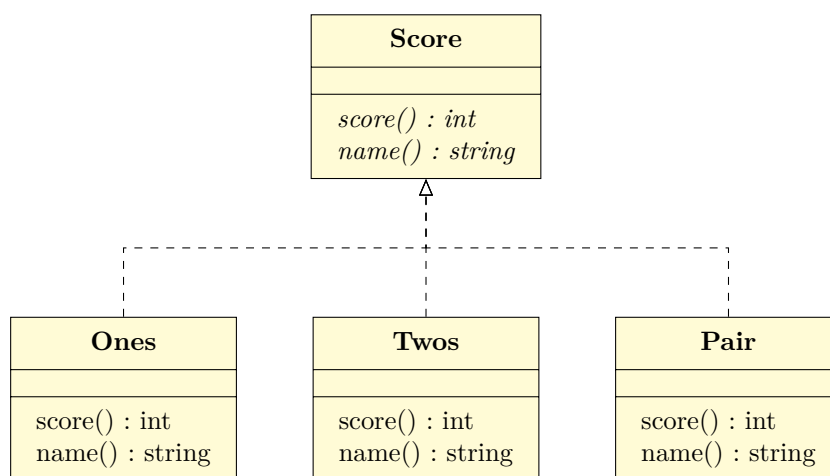 Score
score() : int
name() : string
Ones
Twos
Pair
score() : int
name() : string
score() : int
name() : string
score() : int
name() : string